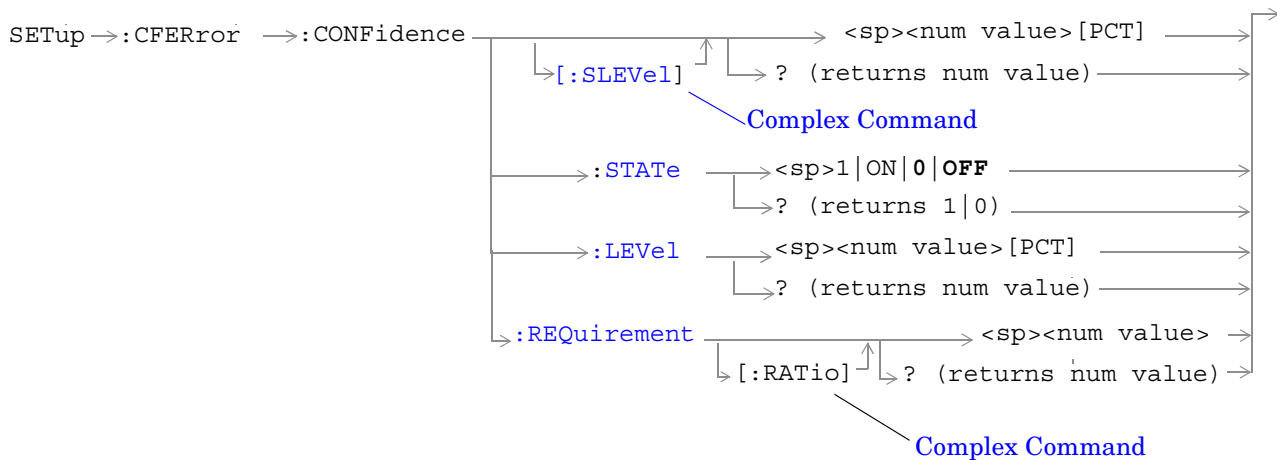 SETup :CFERror :CONFidence <sp><num value>[PCT]
[:SLEVel] ? (returns num value)
Complex Command
:STATe <sp>1|ON|0|OFF
? (returns 1|0)
:LEVel <sp><num value>[PCT]
? (returns num value)
:REQuirement <sp><num value>
[:RATio] ? (returns num value)
Complex Command